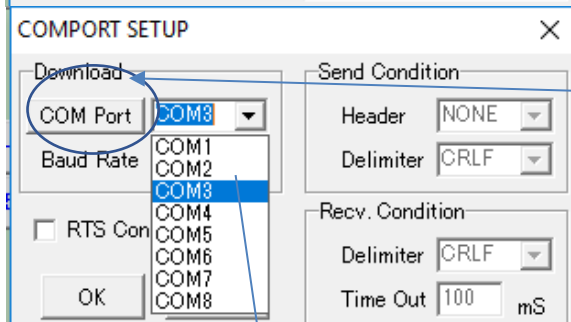 COMPORT SETUP
Download
COM Port COM3
Baud Rate
COM1
COM2
COM3
COM4
COM5
COM6
COM7
COM8
RTS Con
OK
Send Condition
Header NONE
Delimiter CRLF
Recv. Condition
Delimiter CRLF
Time Out 100 mS